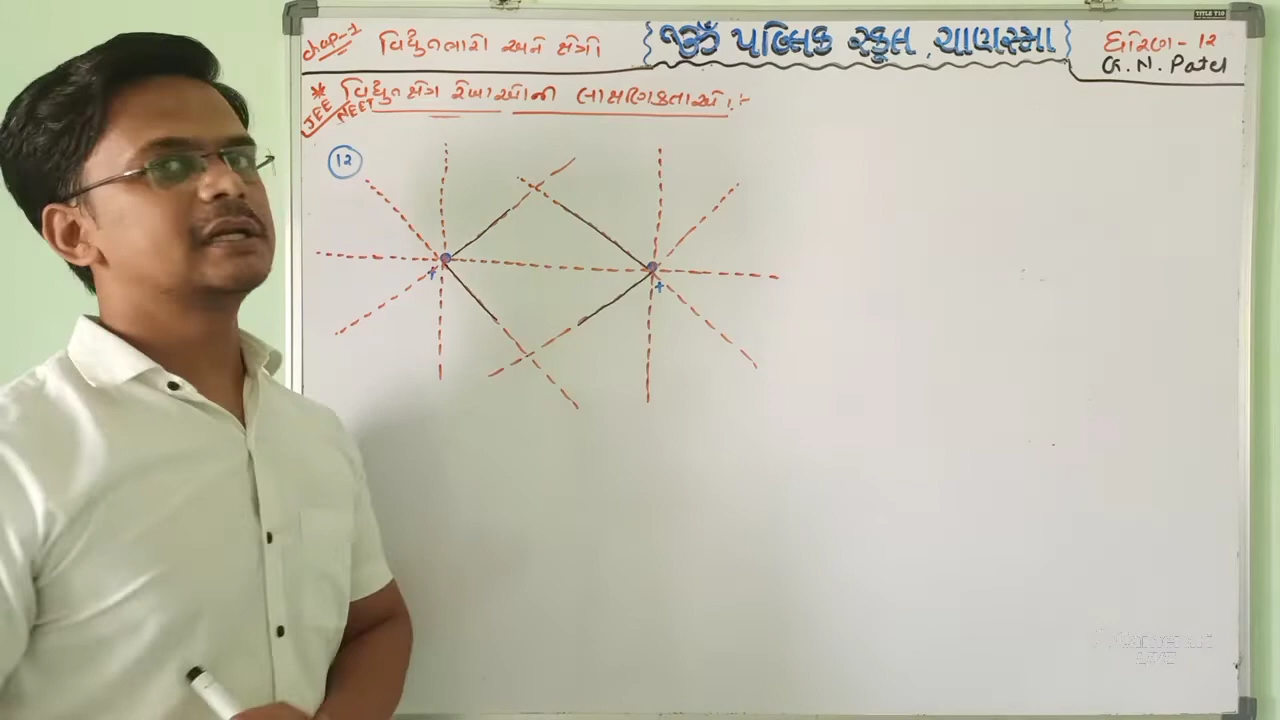 chap-1 વિદ્યુતભારો અને ક્ષેત્રો
ૐ પબ્લિક સ્કુલ, ચાણસ્મા
ધોરણ - 12
G. N. Patel
* વિદ્યુતક્ષેત્ર રેખાઓની લાક્ષણિકતાઓ :-
JEE
NEET
12
+
+